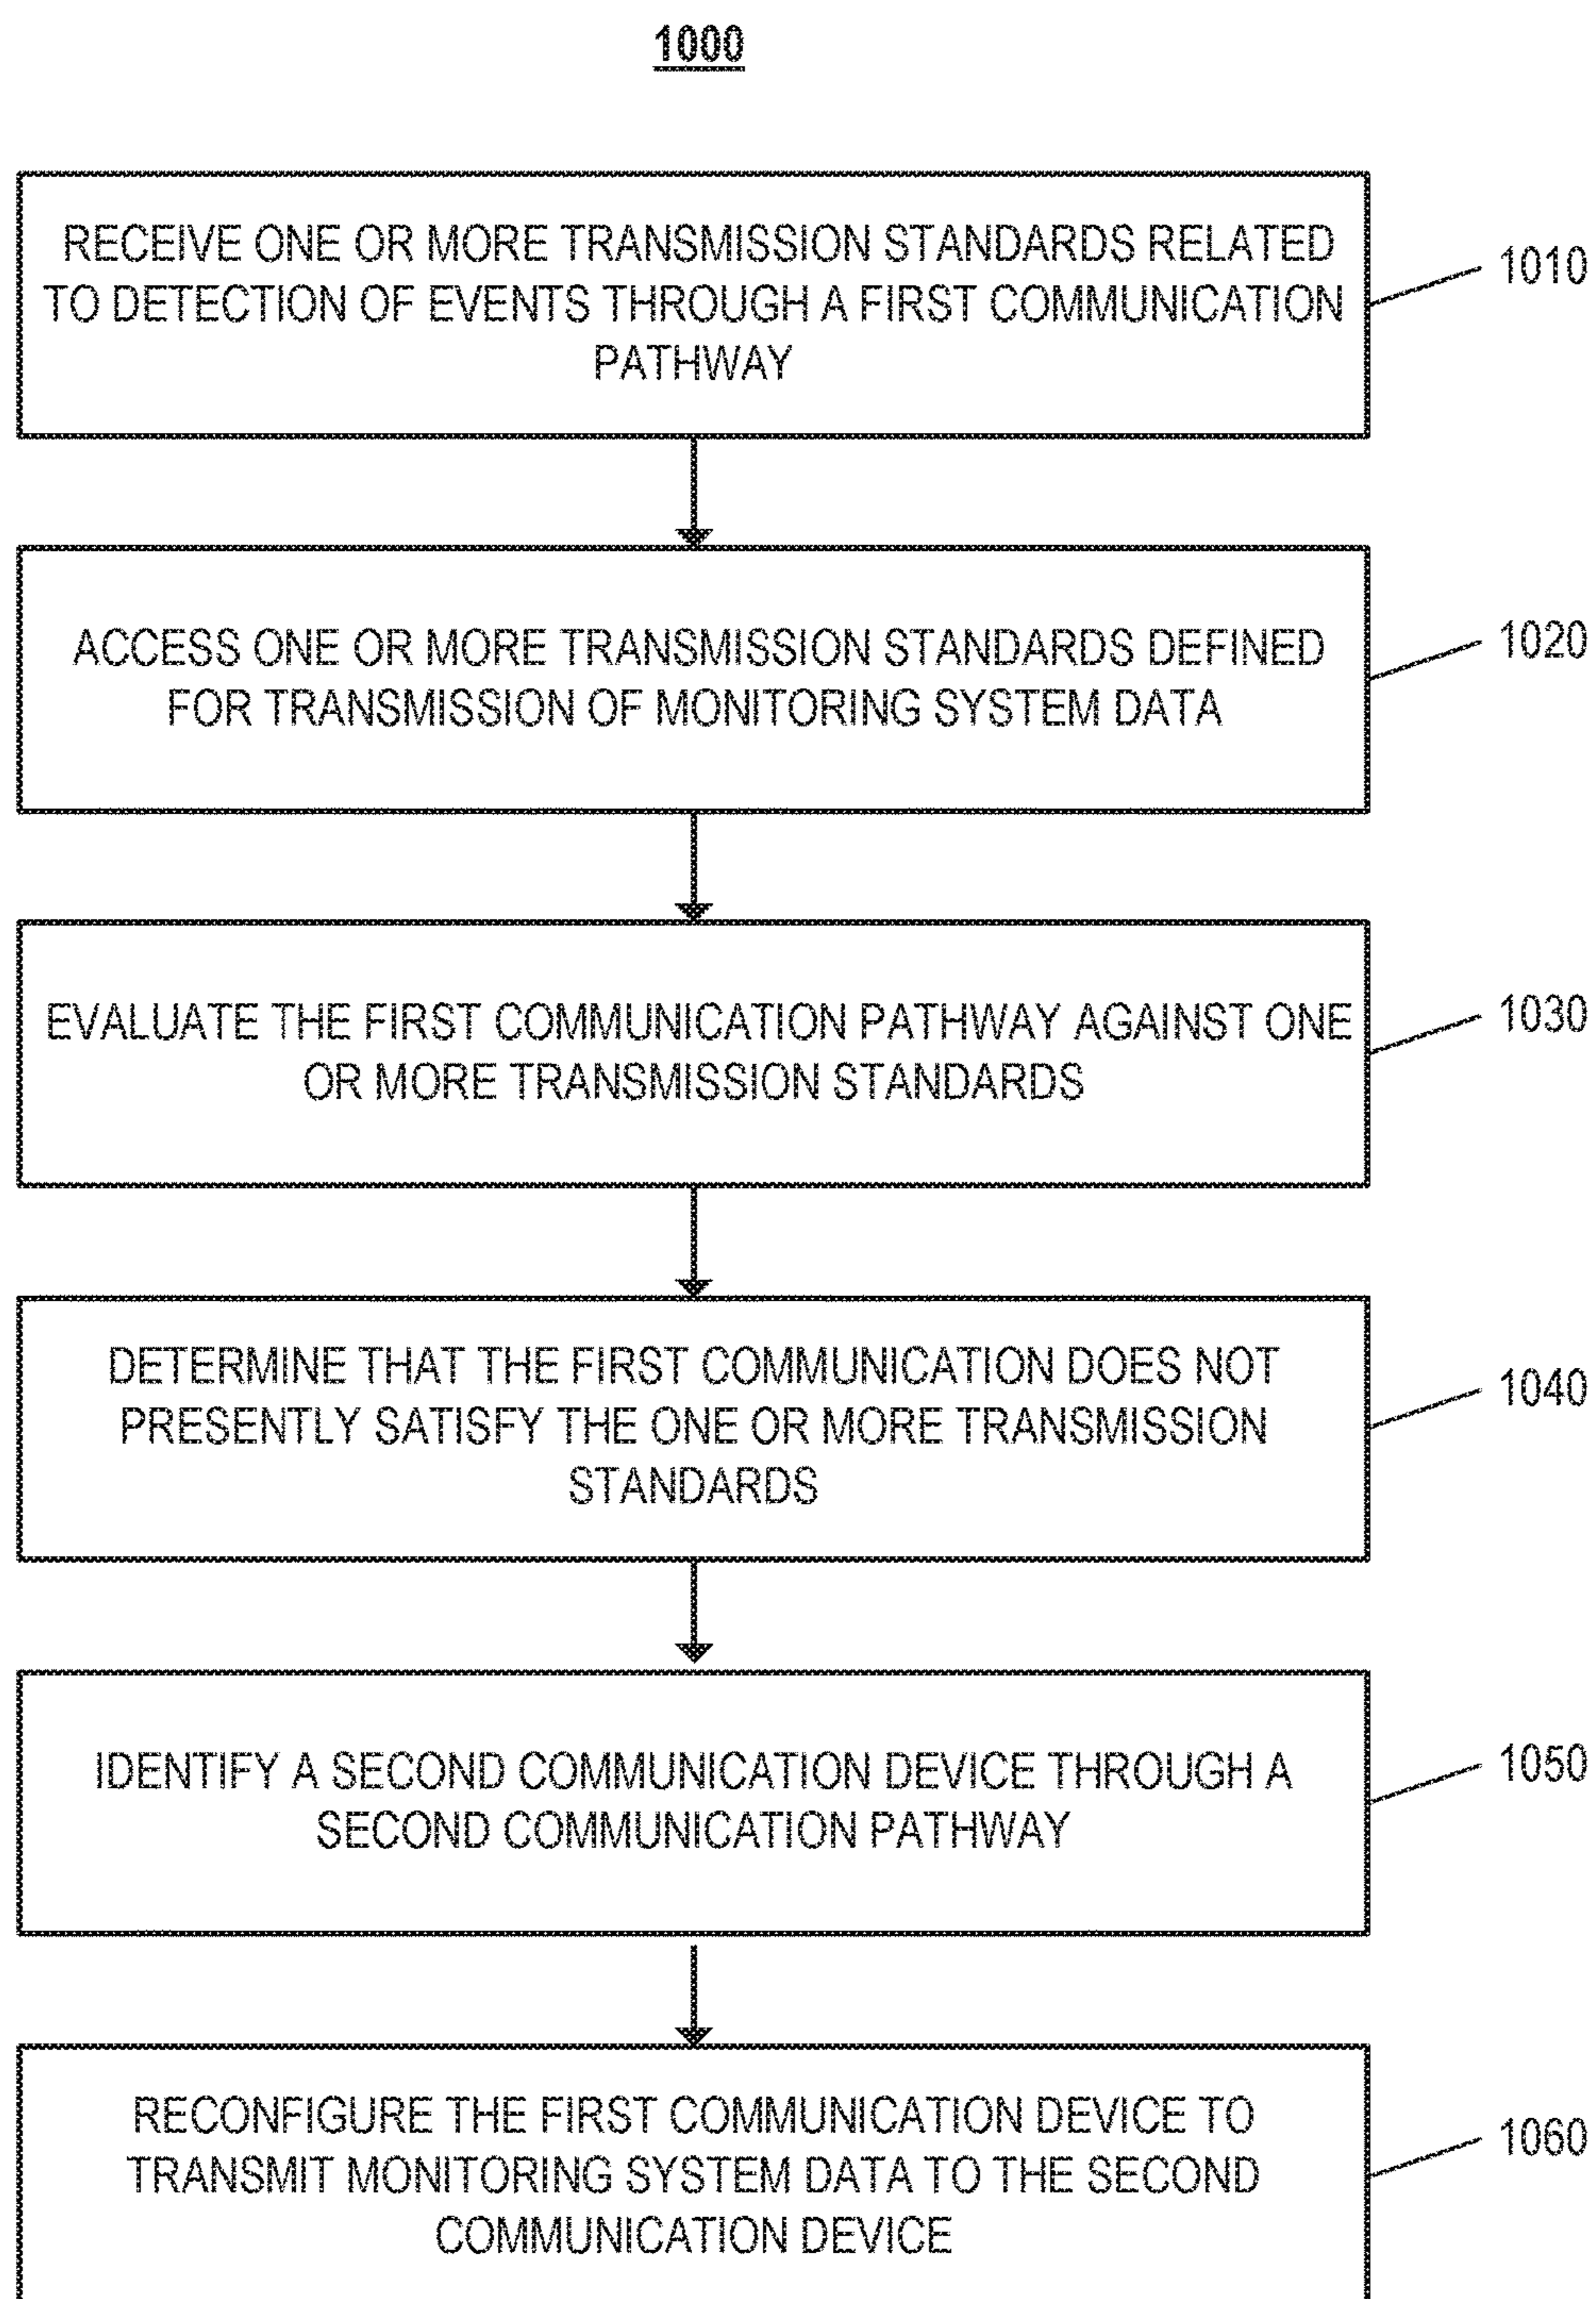 1000
RECEIVE ONE OR MORE TRANSMISSION STANDARDS RELATED
TO DETECTION OF EVENTS THROUGH A FIRST COMMUNICATION
PATHWAY
1010
ACCESS ONE OR MORE TRANSMISSION STANDARDS DEFINED
FOR TRANSMISSION OF MONITORING SYSTEM DATA
1020
EVALUATE THE FIRST COMMUNICATION PATHWAY AGAINST ONE
OR MORE TRANSMISSION STANDARDS
1030
DETERMINE THAT THE FIRST COMMUNICATION DOES NOT
PRESENTLY SATISFY THE ONE OR MORE TRANSMISSION
STANDARDS
1040
IDENTIFY A SECOND COMMUNICATION DEVICE THROUGH A
SECOND COMMUNICATION PATHWAY
1050
RECONFIGURE THE FIRST COMMUNICATION DEVICE TO
TRANSMIT MONITORING SYSTEM DATA TO THE SECOND
COMMUNICATION DEVICE
1060